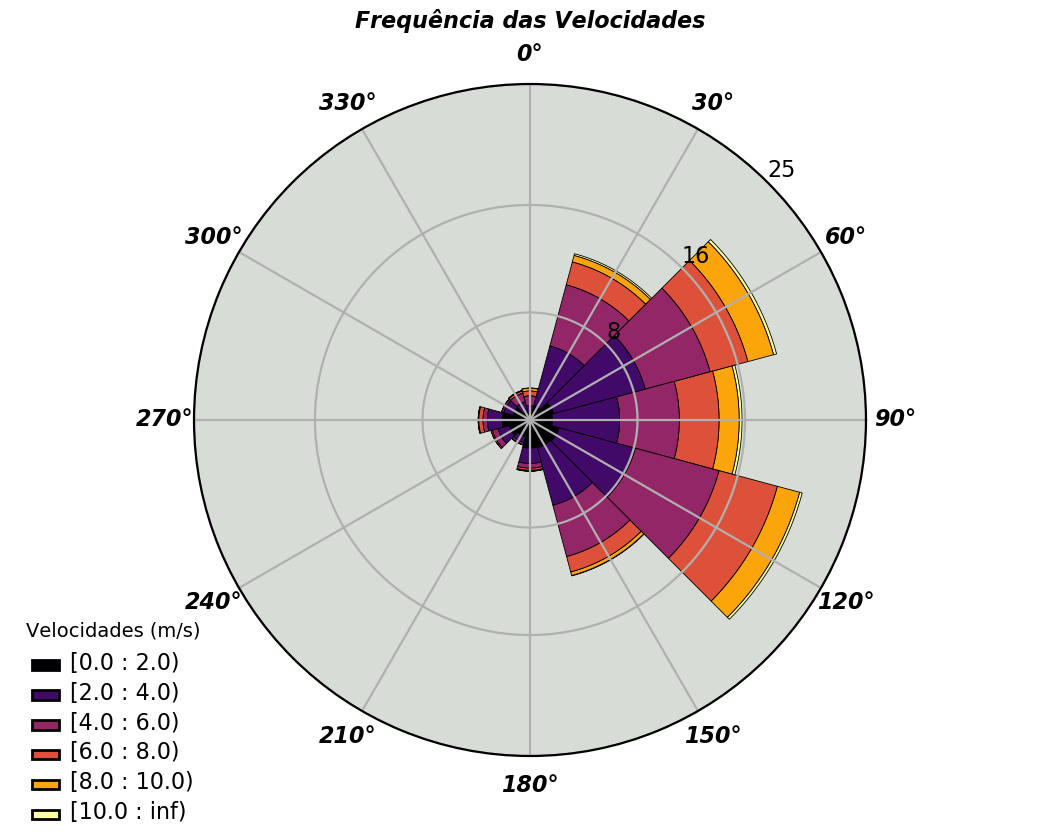 Frequência das Velocidades
0°
330°
30°
25
300°
60°
16
8
270°
90°
240°
120°
210°
150°
180°
Velocidades (m/s)
[0.0 : 2.0)
[2.0 : 4.0)
[4.0 : 6.0)
[6.0 : 8.0)
[8.0 : 10.0)
[10.0 : inf)